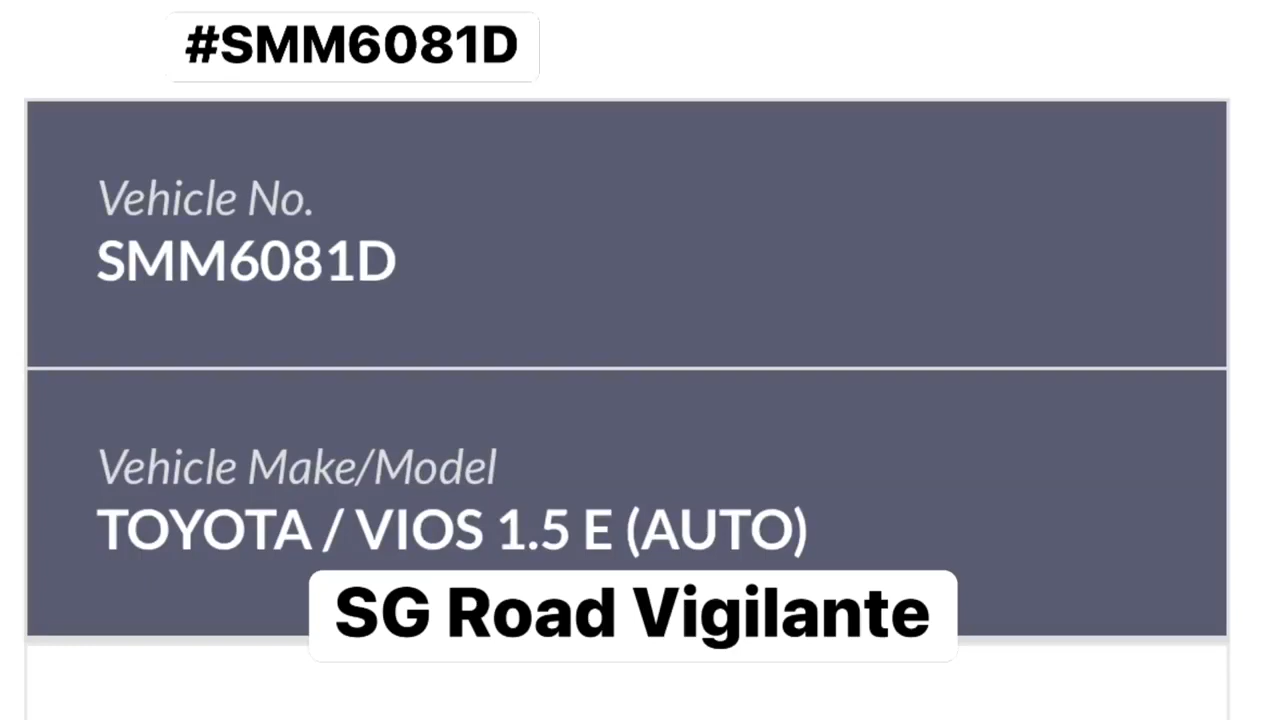 #SMM6081D
Vehicle No.
SMM6081D
Vehicle Make/Model
TOYOTA / VIOS 1.5 E (AUTO)
SG Road Vigilante